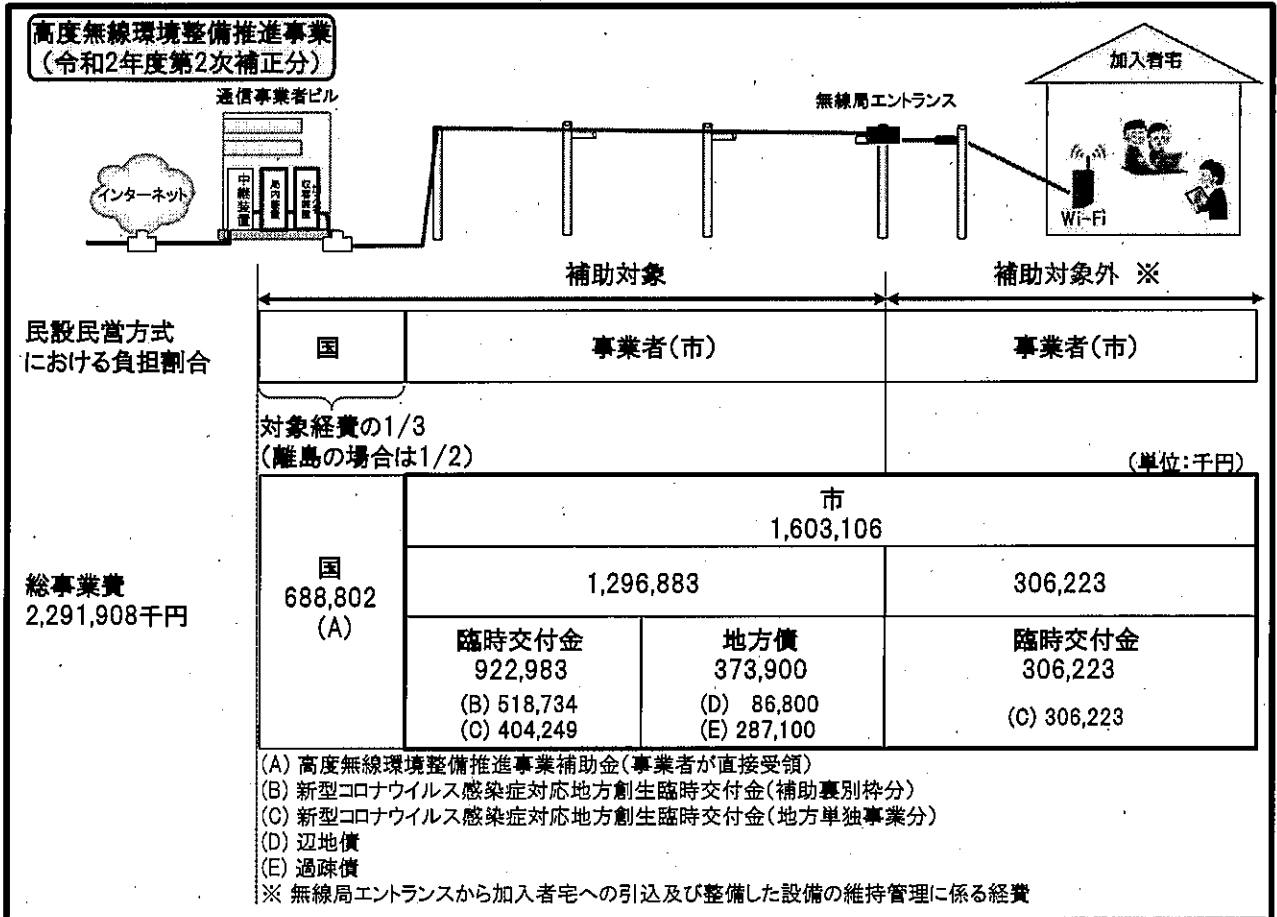 高度無線環境整備推進事業
(令和2年度第2次補正分)
通信事業者ビル
無線局エントランス
加入者宅
インターネット
中継装置
局内装置
Wi-Fi
補助対象
補助対象外 ※
民設民営方式
における負担割合
国
事業者(市)
事業者(市)
対象経費の1/3
(離島の場合は1/2)
(単位:千円)
総事業費
2,291,908千円
国
688,802
(A)
市
1,603,106
1,296,883
306,223
臨時交付金
922,983
(B) 518,734
(C) 404,249
地方債
373,900
(D) 86,800
(E) 287,100
臨時交付金
306,223
(C) 306,223
(A) 高度無線環境整備推進事業補助金(事業者が直接受領)
(B) 新型コロナウイルス感染症対応地方創生臨時交付金(補助裏別枠分)
(C) 新型コロナウイルス感染症対応地方創生臨時交付金(地方単独事業分)
(D) 辺地債
(E) 過疎債
※ 無線局エントランスから加入者宅への引込及び整備した設備の維持管理に係る経費